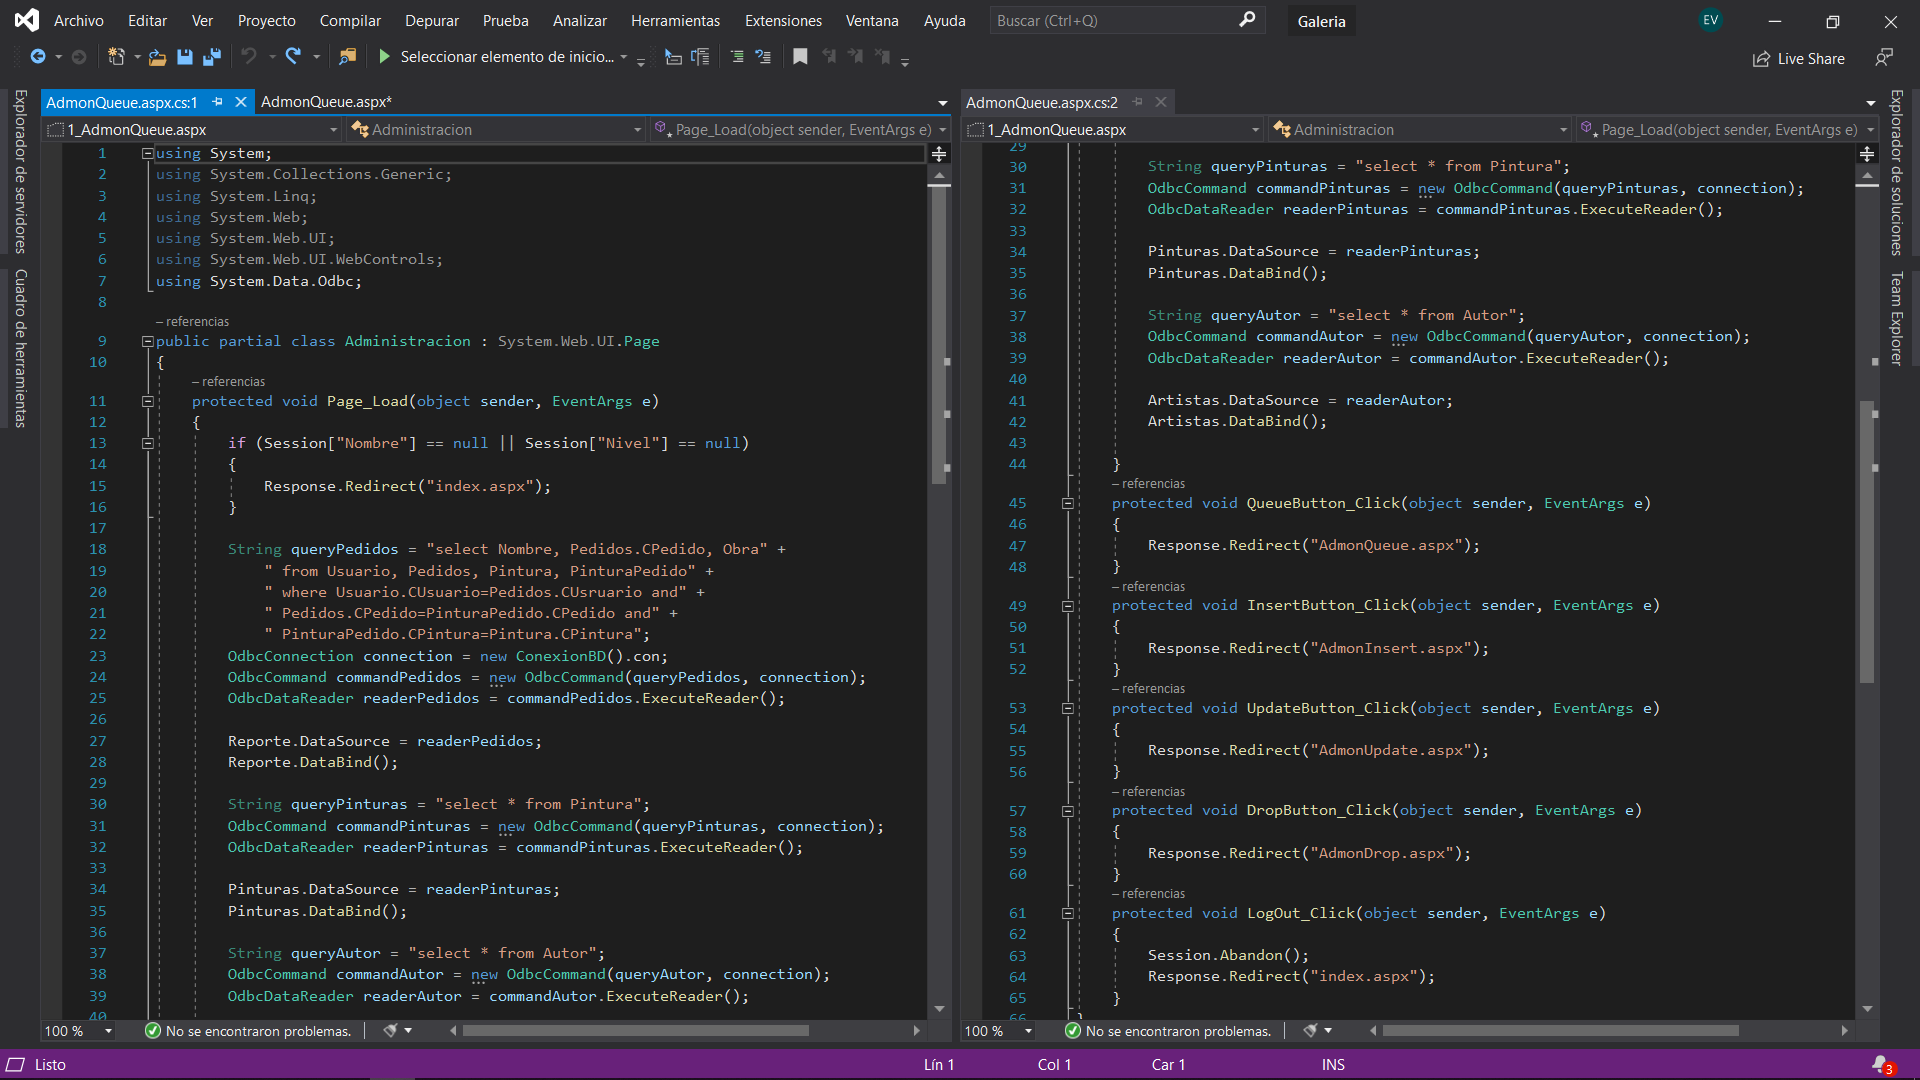 Archivo Editar Ver Proyecto Compilar Depurar Prueba Analizar Herramientas Extensiones Ventana Ayuda Buscar (Ctrl+Q) Galeria EV
Seleccionar elemento de inicio... Live Share
Explorador de servidores
Cuadro de herramientas
AdmonQueue.aspx.cs:1 AdmonQueue.aspx*
1_AdmonQueue.aspx Administracion Page_Load(object sender, EventArgs e)
1 using System;
2 using System.Collections.Generic;
3 using System.Linq;
4 using System.Web;
5 using System.Web.UI;
6 using System.Web.UI.WebControls;
7 using System.Data.Odbc;
8
– referencias
9 public partial class Administracion : System.Web.UI.Page
10 {
– referencias
11 protected void Page_Load(object sender, EventArgs e)
12 {
13 if (Session["Nombre"] == null || Session["Nivel"] == null)
14 {
15 Response.Redirect("index.aspx");
16 }
17
18 String queryPedidos = "select Nombre, Pedidos.CPedido, Obra" +
19 " from Usuario, Pedidos, Pintura, PinturaPedido" +
20 " where Usuario.CUsuario=Pedidos.CUsruario and" +
21 " Pedidos.CPedido=PinturaPedido.CPedido and" +
22 " PinturaPedido.CPintura=Pintura.CPintura";
23 OdbcConnection connection = new ConexionBD().con;
24 OdbcCommand commandPedidos = new OdbcCommand(queryPedidos, connection);
25 OdbcDataReader readerPedidos = commandPedidos.ExecuteReader();
26
27 Reporte.DataSource = readerPedidos;
28 Reporte.DataBind();
29
30 String queryPinturas = "select * from Pintura";
31 OdbcCommand commandPinturas = new OdbcCommand(queryPinturas, connection);
32 OdbcDataReader readerPinturas = commandPinturas.ExecuteReader();
33
34 Pinturas.DataSource = readerPinturas;
35 Pinturas.DataBind();
36
37 String queryAutor = "select * from Autor";
38 OdbcCommand commandAutor = new OdbcCommand(queryAutor, connection);
39 OdbcDataReader readerAutor = commandAutor.ExecuteReader();
40
100 % No se encontraron problemas.
AdmonQueue.aspx.cs:2
1_AdmonQueue.aspx Administracion Page_Load(object sender, EventArgs e)
29
30 String queryPinturas = "select * from Pintura";
31 OdbcCommand commandPinturas = new OdbcCommand(queryPinturas, connection);
32 OdbcDataReader readerPinturas = commandPinturas.ExecuteReader();
33
34 Pinturas.DataSource = readerPinturas;
35 Pinturas.DataBind();
36
37 String queryAutor = "select * from Autor";
38 OdbcCommand commandAutor = new OdbcCommand(queryAutor, connection);
39 OdbcDataReader readerAutor = commandAutor.ExecuteReader();
40
41 Artistas.DataSource = readerAutor;
42 Artistas.DataBind();
43
44 }
– referencias
45 protected void QueueButton_Click(object sender, EventArgs e)
46 {
47 Response.Redirect("AdmonQueue.aspx");
48 }
– referencias
49 protected void InsertButton_Click(object sender, EventArgs e)
50 {
51 Response.Redirect("AdmonInsert.aspx");
52 }
– referencias
53 protected void UpdateButton_Click(object sender, EventArgs e)
54 {
55 Response.Redirect("AdmonUpdate.aspx");
56 }
– referencias
57 protected void DropButton_Click(object sender, EventArgs e)
58 {
59 Response.Redirect("AdmonDrop.aspx");
60 }
– referencias
61 protected void LogOut_Click(object sender, EventArgs e)
62 {
63 Session.Abandon();
64 Response.Redirect("index.aspx");
65 }
66 }
100 % No se encontraron problemas.
Explorador de soluciones
Team Explorer
Listo Lín 1 Col 1 Car 1 INS 3